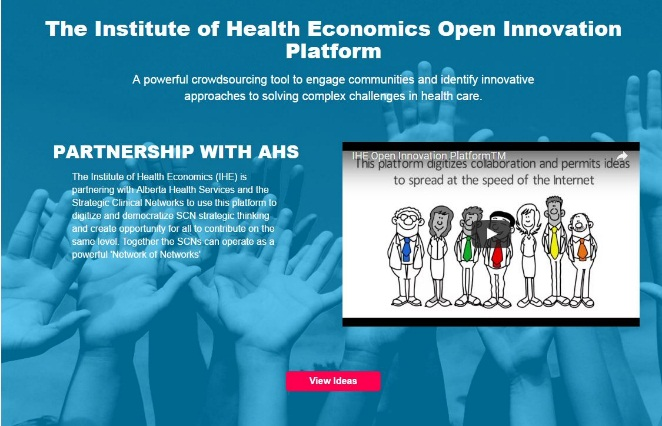 The Institute of Health Economics Open Innovation
Platform
A powerful crowdsourcing tool to engage communities and identify innovative
approaches to solving complex challenges in health care.
PARTNERSHIP WITH AHS
The Institute of Health Economics (IHE) is
partnering with Alberta Health Services and the
Strategic Clinical Networks to use this platform to
digitize and democratize SCN strategic thinking
and create opportunity for all to contribute on the
same level. Together the SCNs can operate as a
powerful 'Network of Networks'
IHE Open Innovation PlatformTM
This platform digitizes collaboration and permits ideas
to spread at the speed of the Internet
View Ideas